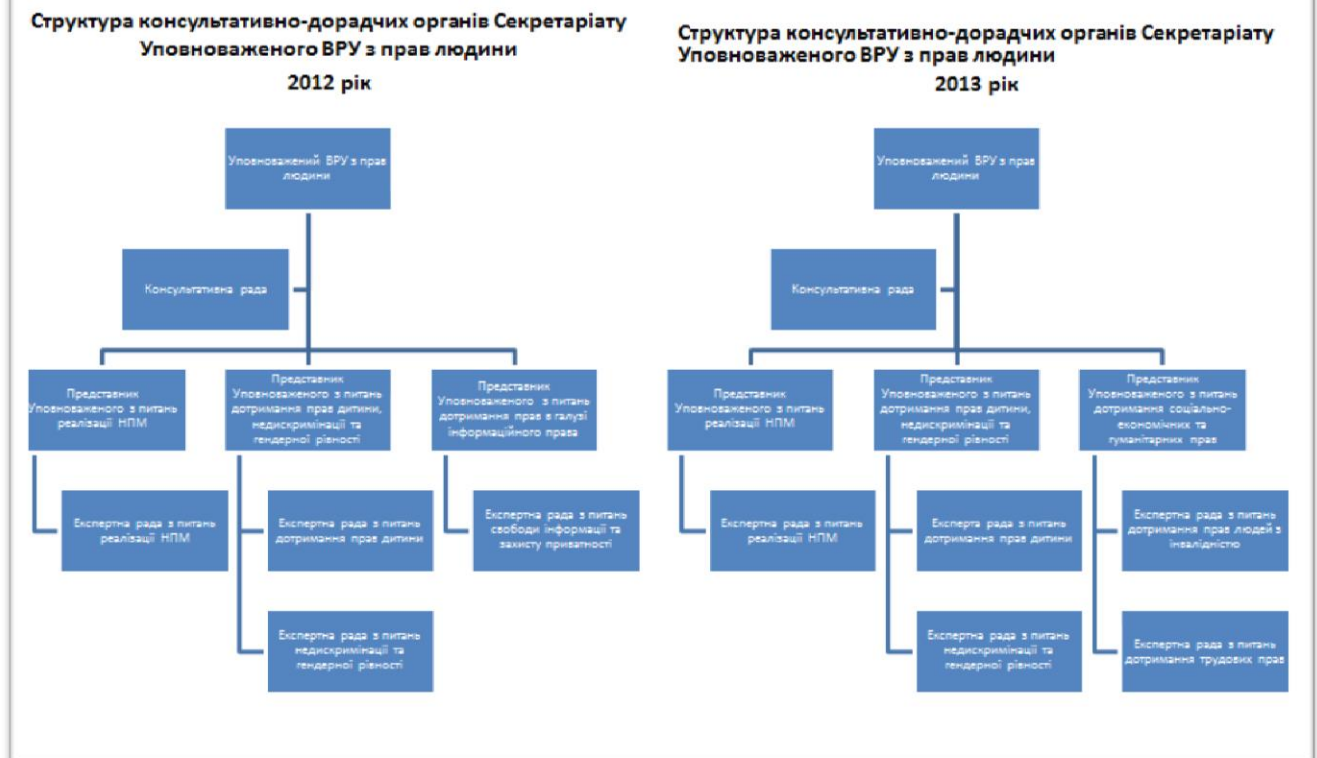 Структура консультативно-дорадчих органів Секретаріату
Уповноваженого ВРУ з прав людини
2012 рік
Уповноважений ВРУ з прав
людини
Консультативна рада
Представник
Уповноваженого з питань
реалізації НПМ
Представник
Уповноваженого з питань
дотримання прав дитини,
недискримінації та
гендерної рівності
Представник
Уповноваженого з питань
дотримання прав в галузі
інформаційного права
Експертна рада з питань
реалізації НПМ
Експертна рада з питань
дотримання прав дитини
Експертна рада з питань
свободи інформації та
захисту приватності
Експертна рада з питань
недискримінації та
гендерної рівності
Структура консультативно-дорадчих органів Секретаріату
Уповноваженого ВРУ з прав людини
2013 рік
Уповноважений ВРУ з прав
людини
Консультативна рада
Представник
Уповноваженого з питань
реалізації НПМ
Представник
Уповноваженого з питань
дотримання прав дитини,
недискримінації та
гендерної рівності
Представник
Уповноваженого з питань
дотримання соціально-
економічних та
гуманітарних прав
Експертна рада з питань
реалізації НПМ
Експерта рада з питань
дотримання прав дитини
Експертна рада з питань
дотримання прав людей з
інвалідністю
Експертна рада з питань
недискримінації та
гендерної рівності
Експертна рада з питань
дотримання трудових прав